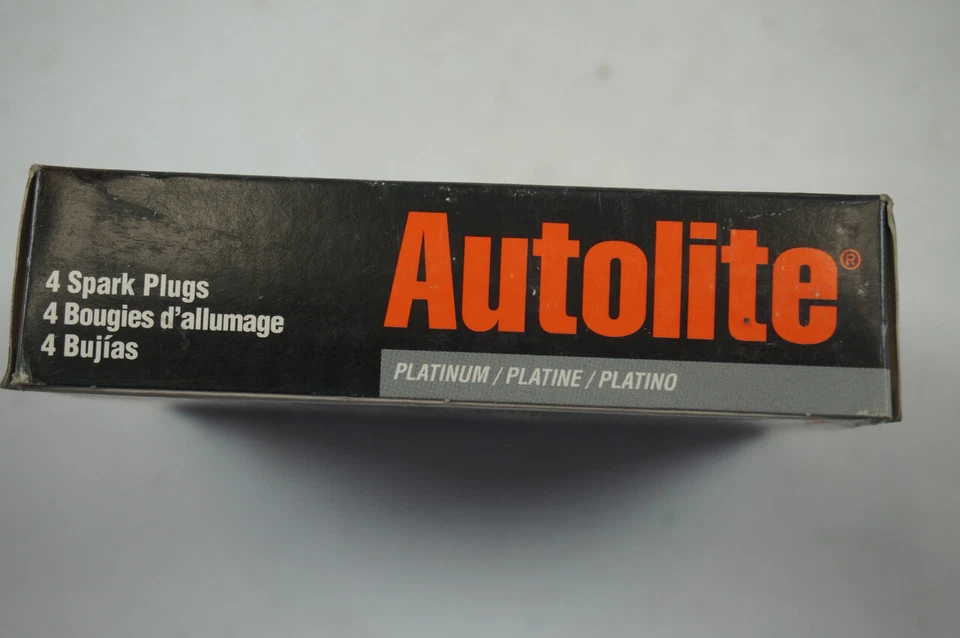 4 Spark Plugs
4 Bougies d'allumage
4 Bujías
Autolite®
PLATINUM / PLATINE / PLATINO